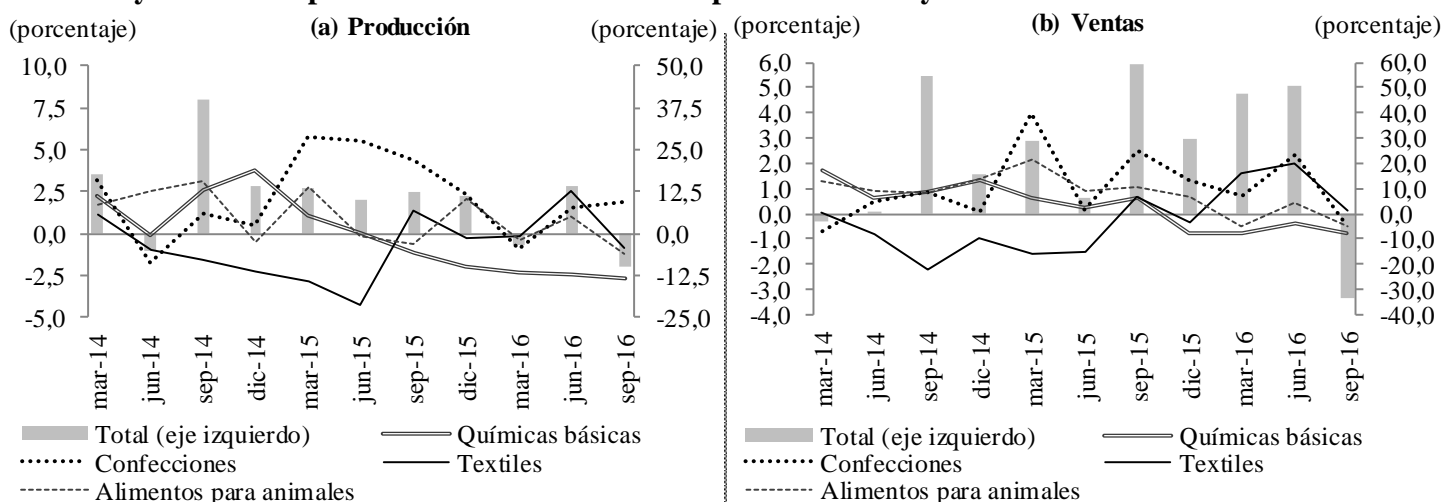 (porcentaje) (a) Producción (porcentaje)
10,0 50,0
7,5 37,5
5,0 25,0
2,5 12,5
0,0 0,0
-2,5 -12,5
-5,0 -25,0
mar-14 jun-14 sep-14 dic-14 mar-15 jun-15 sep-15 dic-15 mar-16 jun-16 sep-16
Total (eje izquierdo) Químicas básicas
Confecciones Textiles
Alimentos para animales
(porcentaje) (b) Ventas (porcentaje)
6,0 60,0
5,0 50,0
4,0 40,0
3,0 30,0
2,0 20,0
1,0 10,0
0,0 0,0
-1,0 -10,0
-2,0 -20,0
-3,0 -30,0
-4,0 -40,0
mar-14 jun-14 sep-14 dic-14 mar-15 jun-15 sep-15 dic-15 mar-16 jun-16 sep-16
Total (eje izquierdo) Químicas básicas
Confecciones Textiles
Alimentos para animales